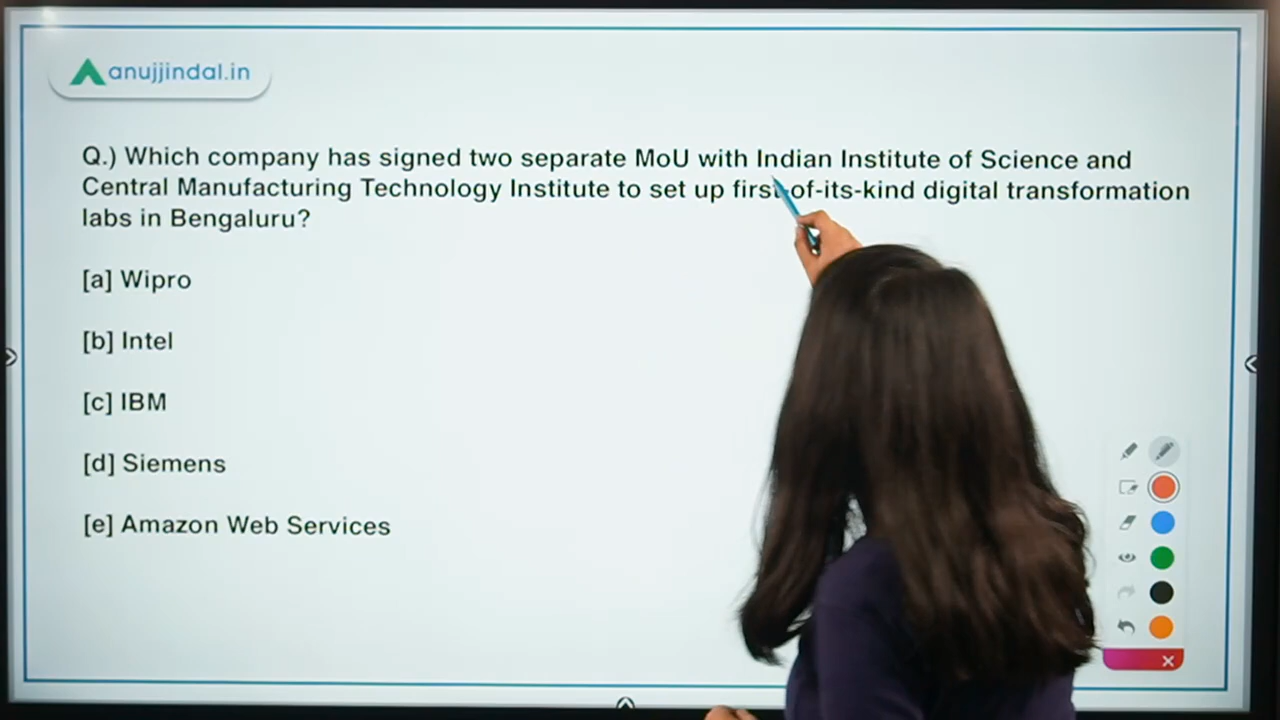 anujjindal.in
Q.) Which company has signed two separate MoU with Indian Institute of Science and
Central Manufacturing Technology Institute to set up first-of-its-kind digital transformation
labs in Bengaluru?
[a] Wipro
[b] Intel
[c] IBM
[d] Siemens
[e] Amazon Web Services